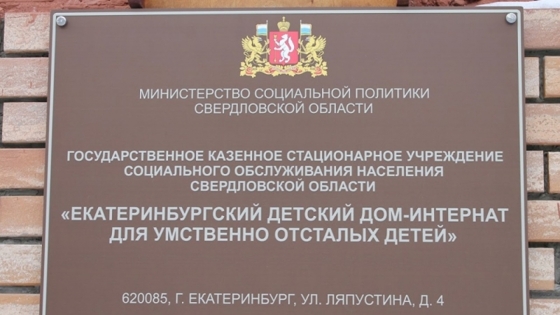 МИНИСТЕРСТВО СОЦИАЛЬНОЙ ПОЛИТИКИ
СВЕРДЛОВСКОЙ ОБЛАСТИ
ГОСУДАРСТВЕННОЕ КАЗЕННОЕ СТАЦИОНАРНОЕ УЧРЕЖДЕНИЕ
СОЦИАЛЬНОГО ОБСЛУЖИВАНИЯ НАСЕЛЕНИЯ
СВЕРДЛОВСКОЙ ОБЛАСТИ
«ЕКАТЕРИНБУРГСКИЙ ДЕТСКИЙ ДОМ-ИНТЕРНАТ
ДЛЯ УМСТВЕННО ОТСТАЛЫХ ДЕТЕЙ»
620085, Г. ЕКАТЕРИНБУРГ, УЛ. ЛЯПУСТИНА, Д. 4